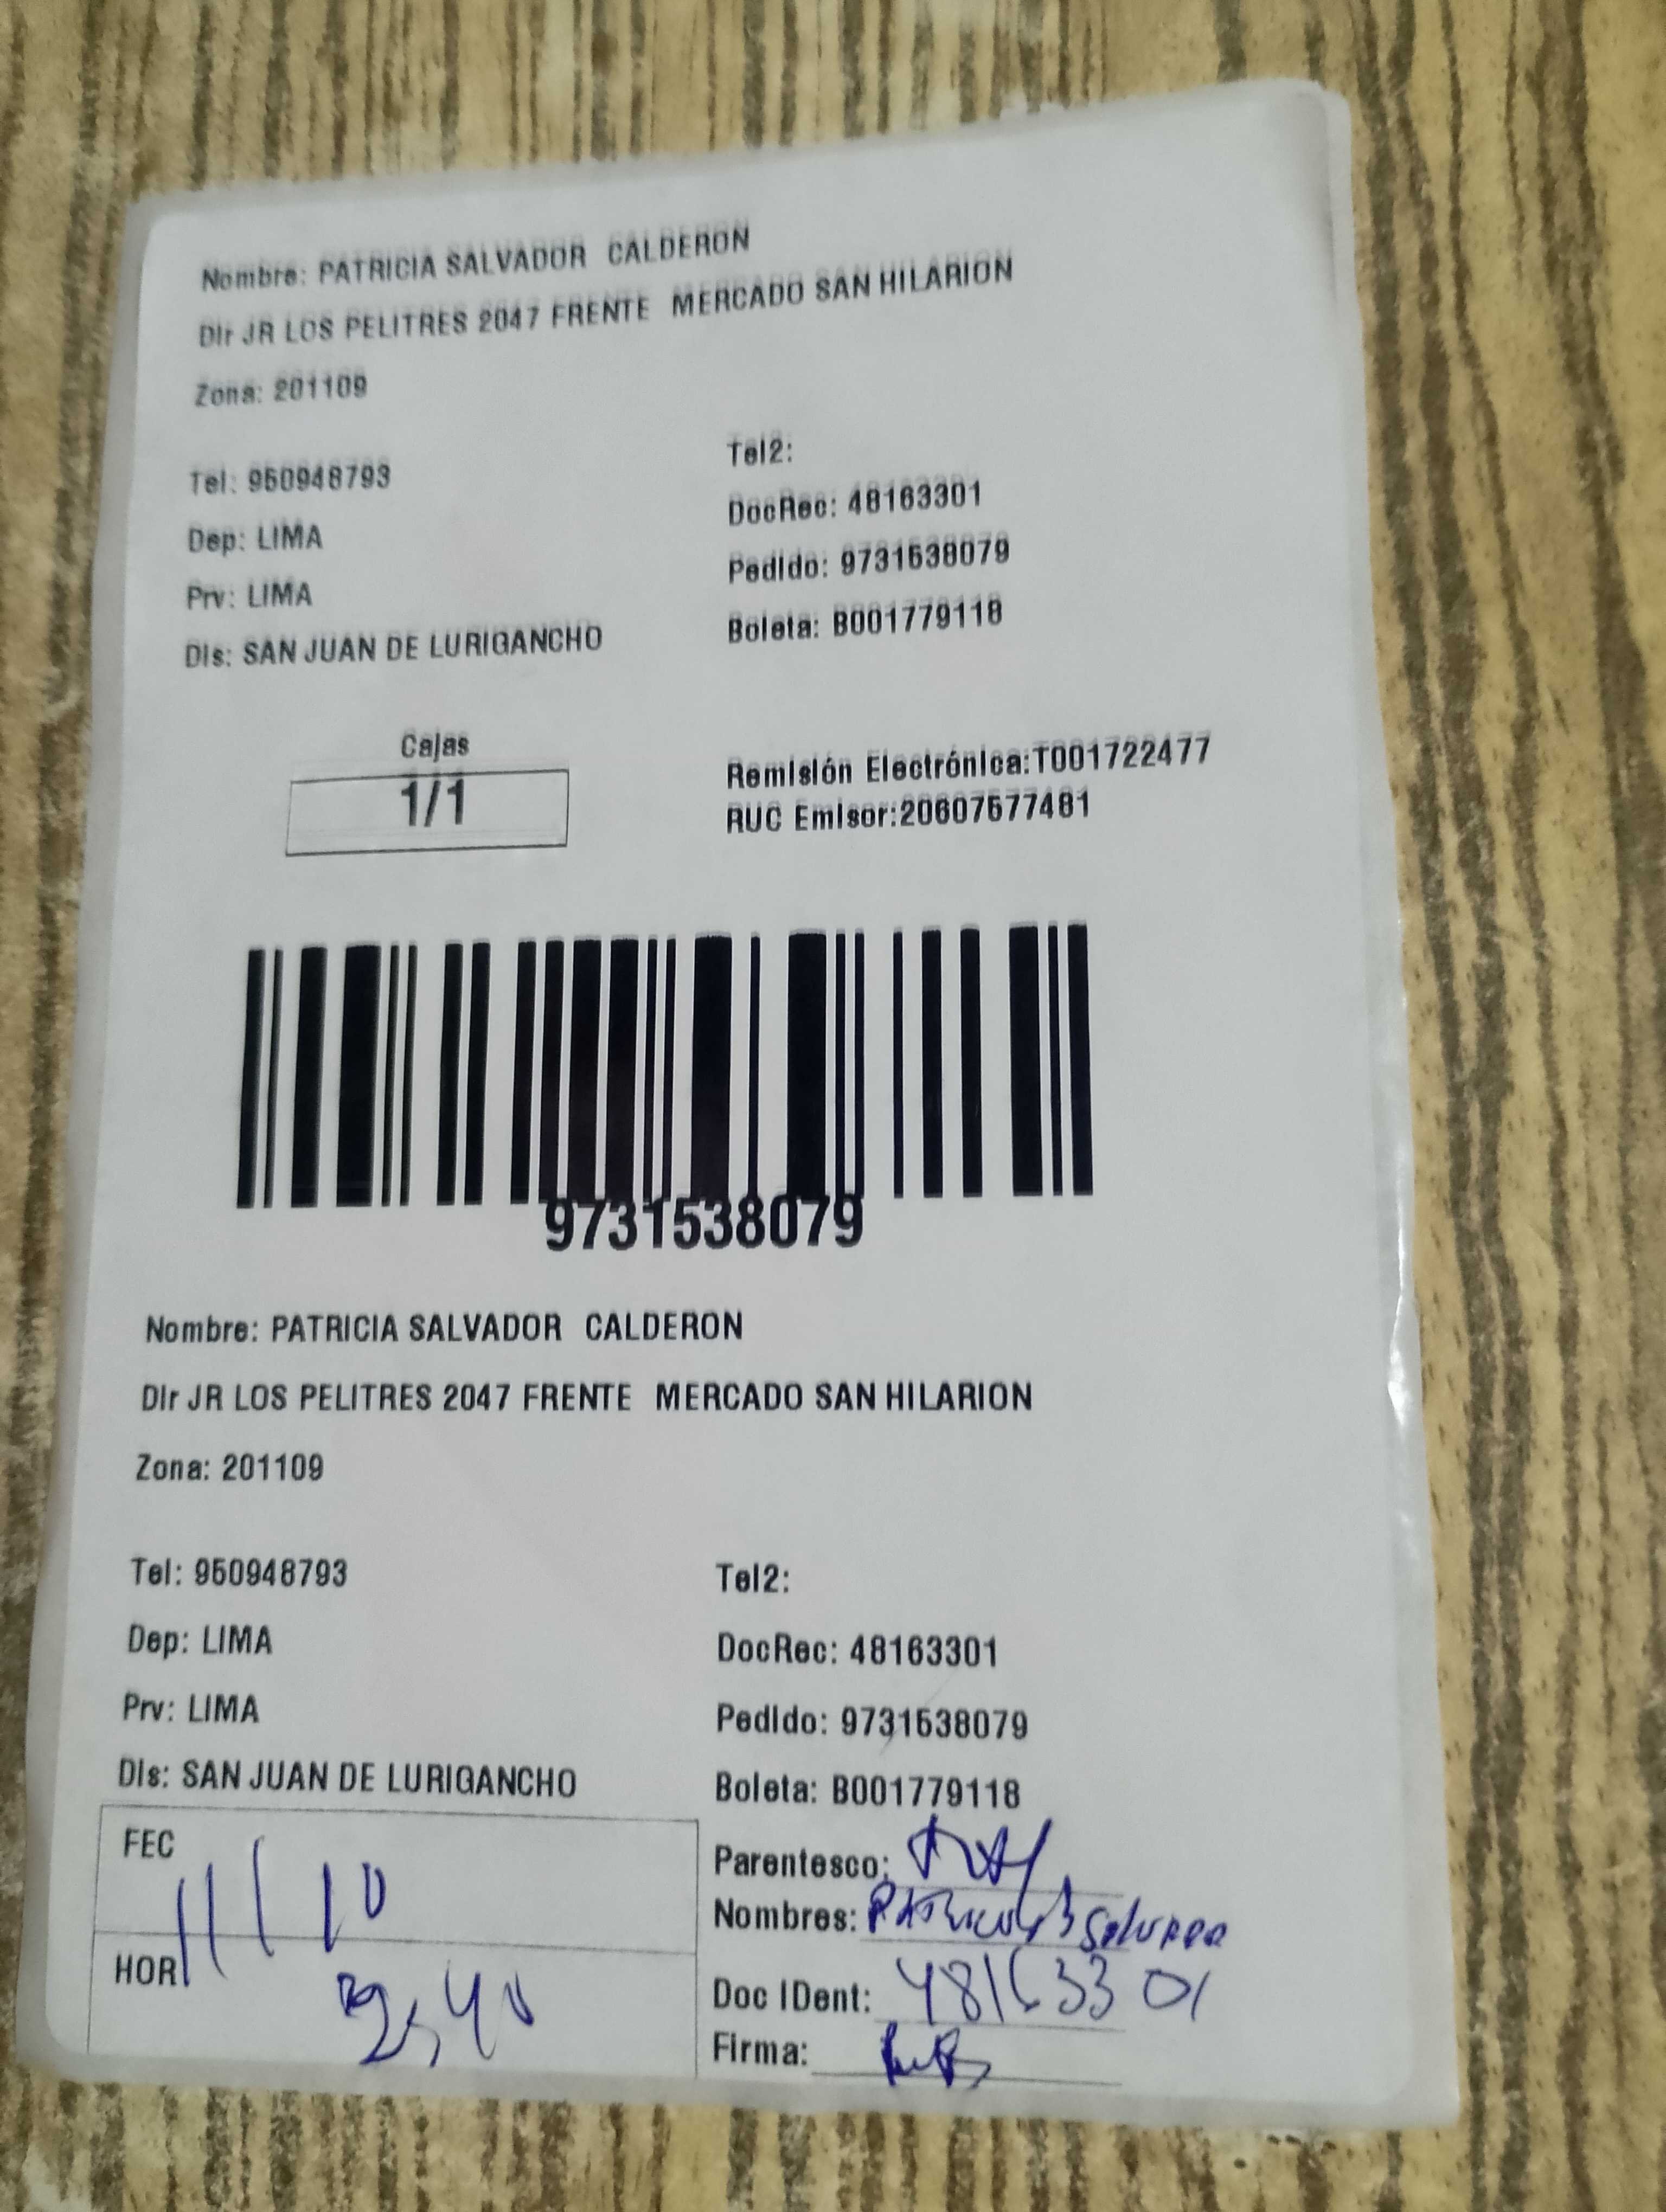 Nombre: PATRICIA SALVADOR CALDERON
Dir JR LOS PELITRES 2047 FRENTE MERCADO SAN HILARION
Zona: 201109
Tel: 950948793
Tel2:
DocRec: 48163301
Dep: LIMA
Pedido: 9731538079
Prv: LIMA
Boleta: B001779118
Dis: SAN JUAN DE LURIGANCHO
Cajas
1/1
Remisión Electrónica:T001722477
RUC Emisor:20607577481
9731538079
Nombre: PATRICIA SALVADOR CALDERON
Dir JR LOS PELITRES 2047 FRENTE MERCADO SAN HILARION
Zona: 201109
Tel: 950948793
Tel2:
Dep: LIMA
DocRec: 48163301
Prv: LIMA
Pedido: 9731538079
Dis: SAN JUAN DE LURIGANCHO
Boleta: B001779118
FEC 11/10
HOR
Parentesco:
Nombres:
Doc IDent: 48163301
Firma: